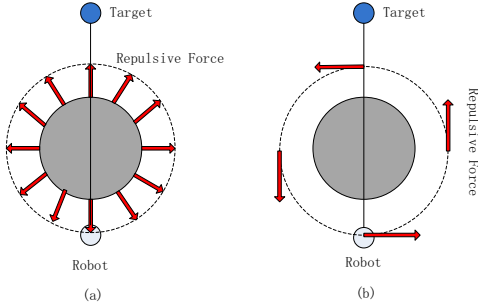 Target
Repulsive Force
Robot
(a)
Target
Repulsive Force
Robot
(b)